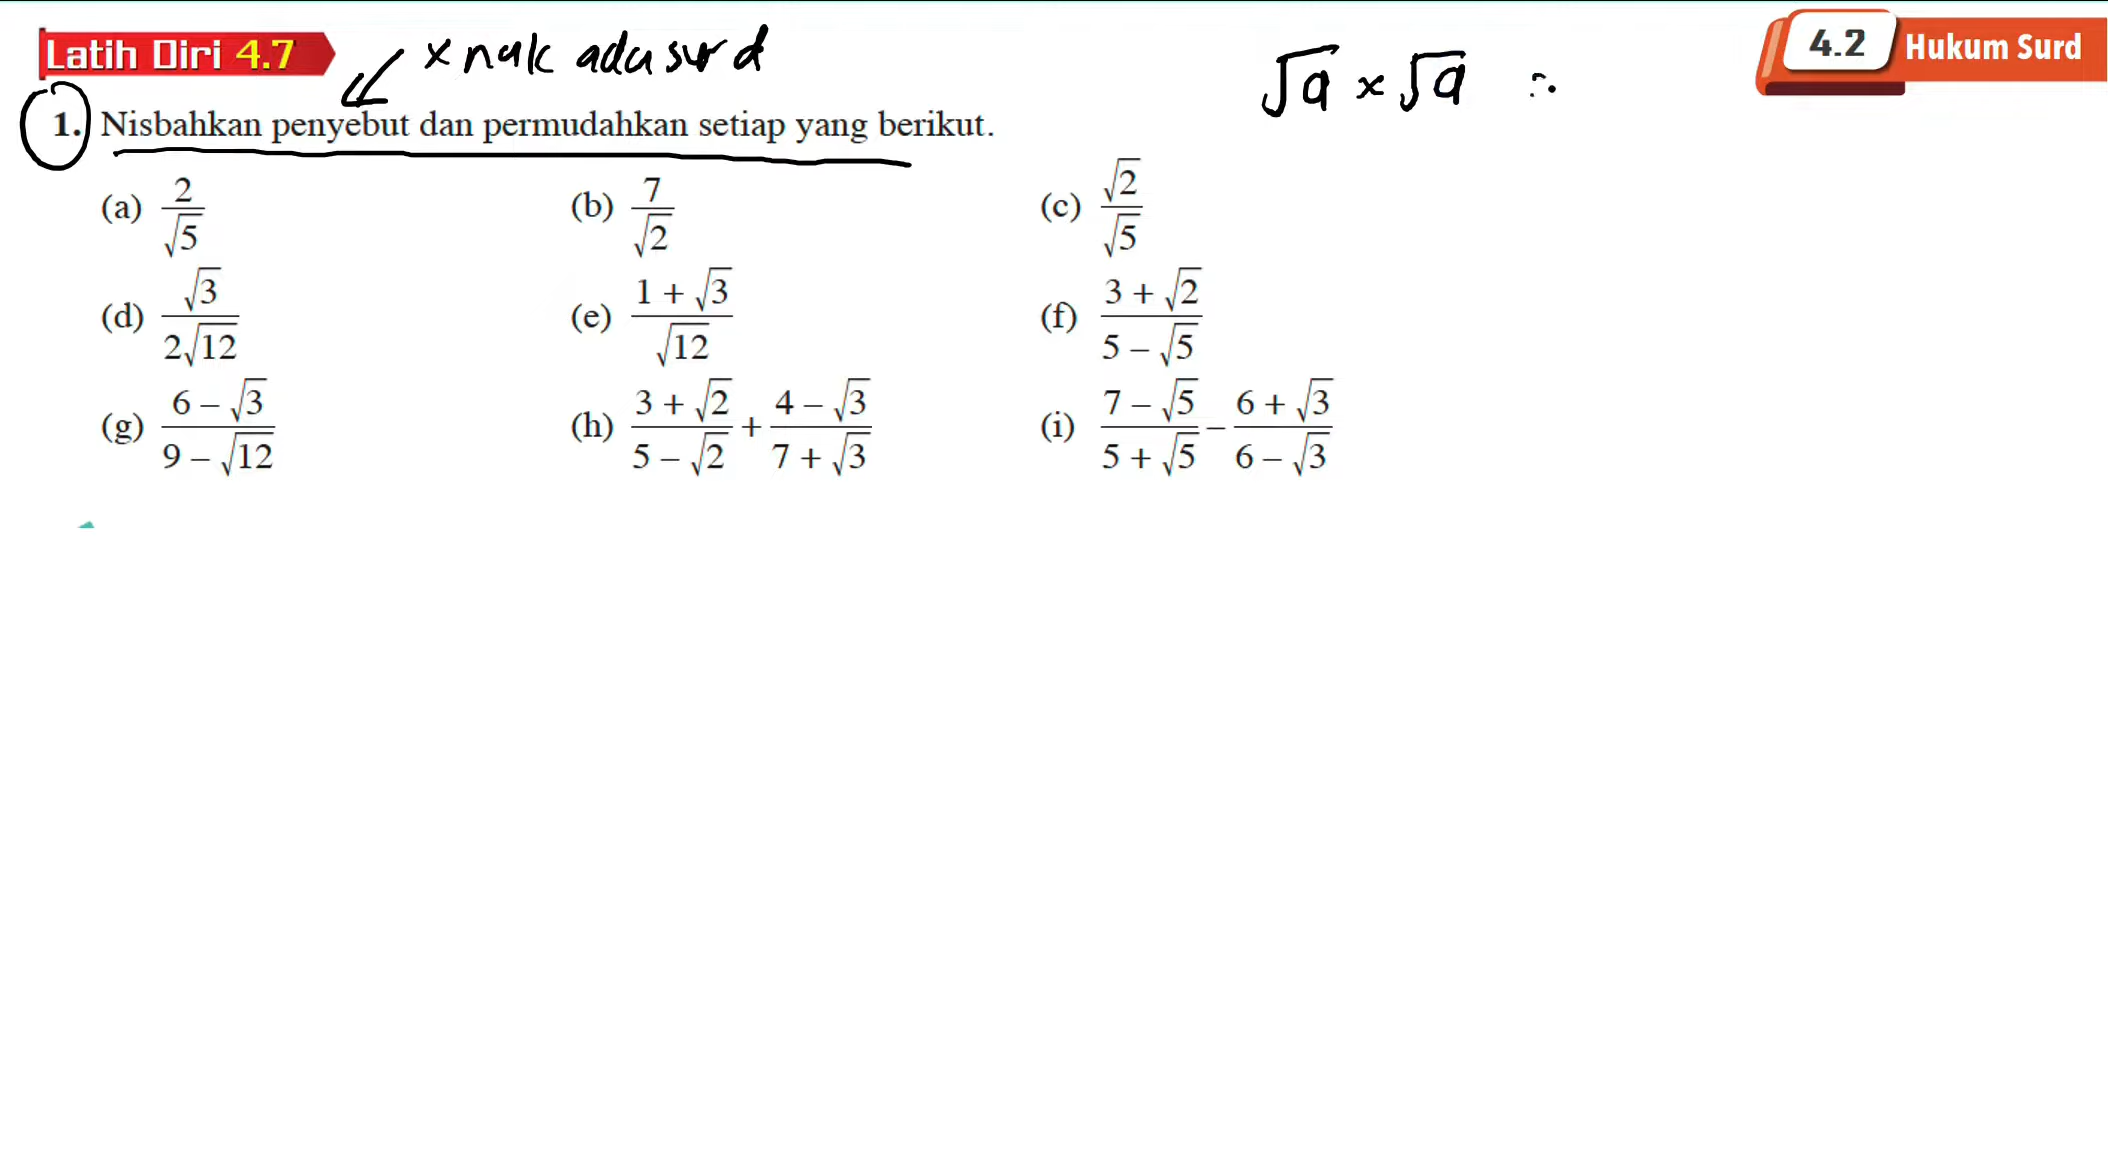 Latih Diri 4.7
x nak ada surd
√a × √a
4.2 Hukum Surd
1. Nisbahkan penyebut dan permudahkan setiap yang berikut.
(a) 2/√5 (b) 7/√2 (c) √2/√5
(d) √3/2√12 (e) 1 + √3/√12 (f) 3 + √2/5 – √5
(g) 6 – √3/9 – √12 (h) 3 + √2/5 – √2 + 4 – √3/7 + √3 (i) 7 – √5/5 + √5 – 6 + √3/6 – √3